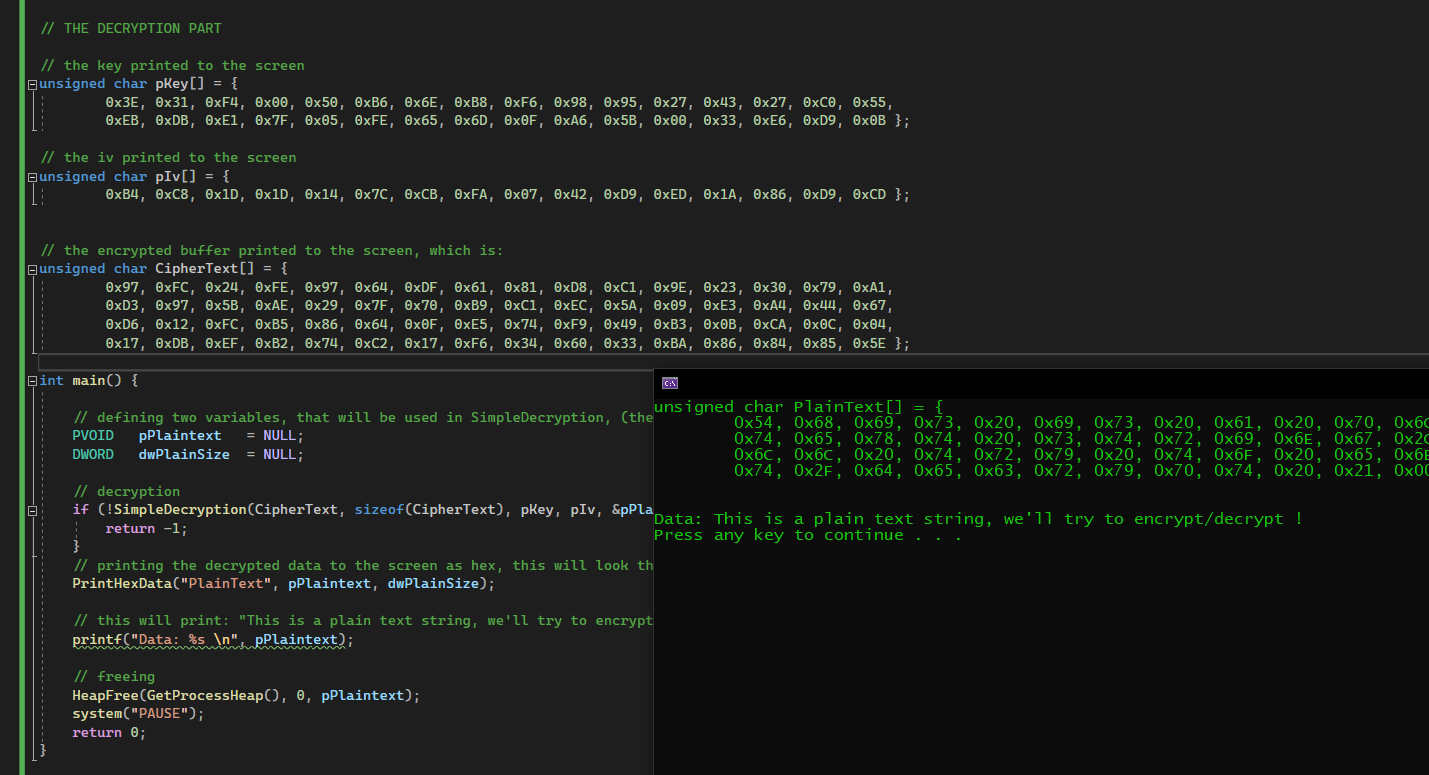 // THE DECRYPTION PART
// the key printed to the screen
unsigned char pKey[] = {
0x3E, 0x31, 0xF4, 0x00, 0x50, 0xB6, 0x6E, 0xB8, 0xF6, 0x98, 0x95, 0x27, 0x43, 0x27, 0xC0, 0x55,
0xEB, 0xDB, 0xE1, 0x7F, 0x05, 0xFE, 0x65, 0x6D, 0x0F, 0xA6, 0x5B, 0x00, 0x33, 0xE6, 0xD9, 0x0B };
// the iv printed to the screen
unsigned char pIv[] = {
0xB4, 0xC8, 0x1D, 0x1D, 0x14, 0x7C, 0xCB, 0xFA, 0x07, 0x42, 0xD9, 0xED, 0x1A, 0x86, 0xD9, 0xCD };
// the encrypted buffer printed to the screen, which is:
unsigned char CipherText[] = {
0x97, 0xFC, 0x24, 0xFE, 0x97, 0x64, 0xDF, 0x61, 0x81, 0xD8, 0xC1, 0x9E, 0x23, 0x30, 0x79, 0xA1,
0xD3, 0x97, 0x5B, 0xAE, 0x29, 0x7F, 0x70, 0xB9, 0xC1, 0xEC, 0x5A, 0x09, 0xE3, 0xA4, 0x44, 0x67,
0xD6, 0x12, 0xFC, 0xB5, 0x86, 0x64, 0x0F, 0xE5, 0x74, 0xF9, 0x49, 0xB3, 0x0B, 0xCA, 0x0C, 0x04,
0x17, 0xDB, 0xEF, 0xB2, 0x74, 0xC2, 0x17, 0xF6, 0x34, 0x60, 0x33, 0xBA, 0x86, 0x84, 0x85, 0x5E };
int main() {
// defining two variables, that will be used in SimpleDecryption, (the
PVOID pPlaintext = NULL;
DWORD dwPlainSize = NULL;
// decryption
if (!SimpleDecryption(CipherText, sizeof(CipherText), pKey, pIv, &pPla
return -1;
}
// printing the decrypted data to the screen as hex, this will look th
PrintHexData("PlainText", pPlaintext, dwPlainSize);
// this will print: "This is a plain text string, we'll try to encrypt
printf("Data: %s \n", pPlaintext);
// freeing
HeapFree(GetProcessHeap(), 0, pPlaintext);
system("PAUSE");
return 0;
}
C:\
unsigned char PlainText[] = {
0x54, 0x68, 0x69, 0x73, 0x20, 0x69, 0x73, 0x20, 0x61, 0x20, 0x70,
0x74, 0x65, 0x78, 0x74, 0x20, 0x73, 0x74, 0x72, 0x69, 0x6E, 0x67,
0x6C, 0x6C, 0x20, 0x74, 0x72, 0x79, 0x20, 0x74, 0x6F, 0x20, 0x65,
0x74, 0x2F, 0x64, 0x65, 0x63, 0x72, 0x79, 0x70, 0x74, 0x20, 0x21,
Data: This is a plain text string, we'll try to encrypt/decrypt !
Press any key to continue . . .